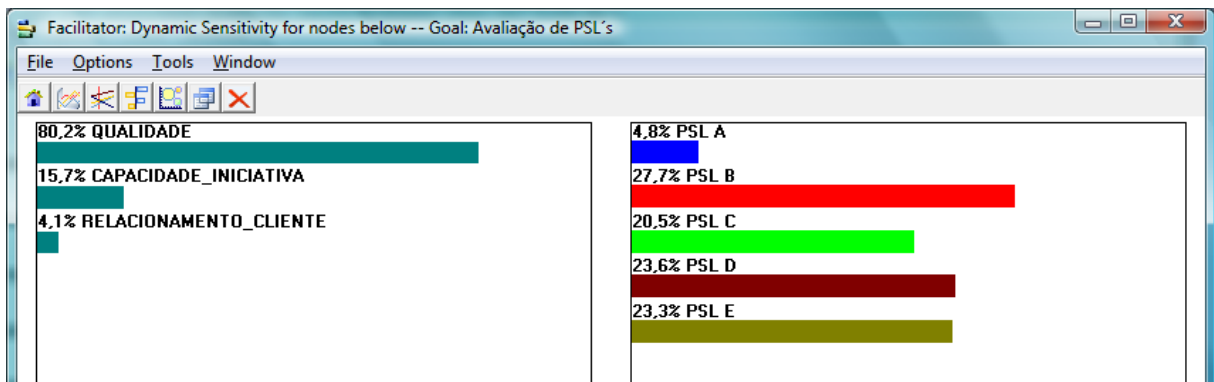 Facilitator: Dynamic Sensitivity for nodes below -- Goal: Avaliação de PSL´s
File Options Tools Window
80,2% QUALIDADE
15,7% CAPACIDADE_INICIATIVA
4,1% RELACIONAMENTO_CLIENTE
4,8% PSL A
27,7% PSL B
20,5% PSL C
23,6% PSL D
23,3% PSL E